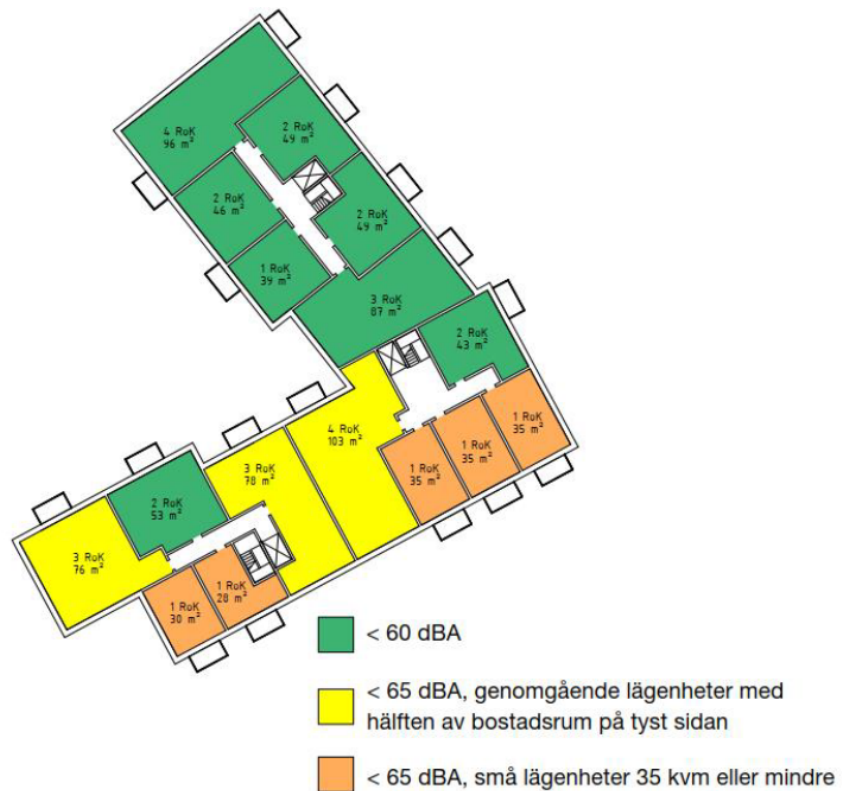 4 RoK
96 m²
2 RoK
49 m²
2 RoK
46 m²
2 RoK
49 m²
1 RoK
39 m²
3 RoK
87 m²
2 RoK
43 m²
4 RoK
103 m²
1 RoK
35 m²
1 RoK
35 m²
1 RoK
35 m²
3 RoK
78 m²
2 RoK
53 m²
3 RoK
76 m²
1 RoK
28 m²
1 RoK
30 m²
< 60 dBA
< 65 dBA, genomgående lägenheter med
hälften av bostadsrum på tyst sidan
< 65 dBA, små lägenheter 35 kvm eller mindre